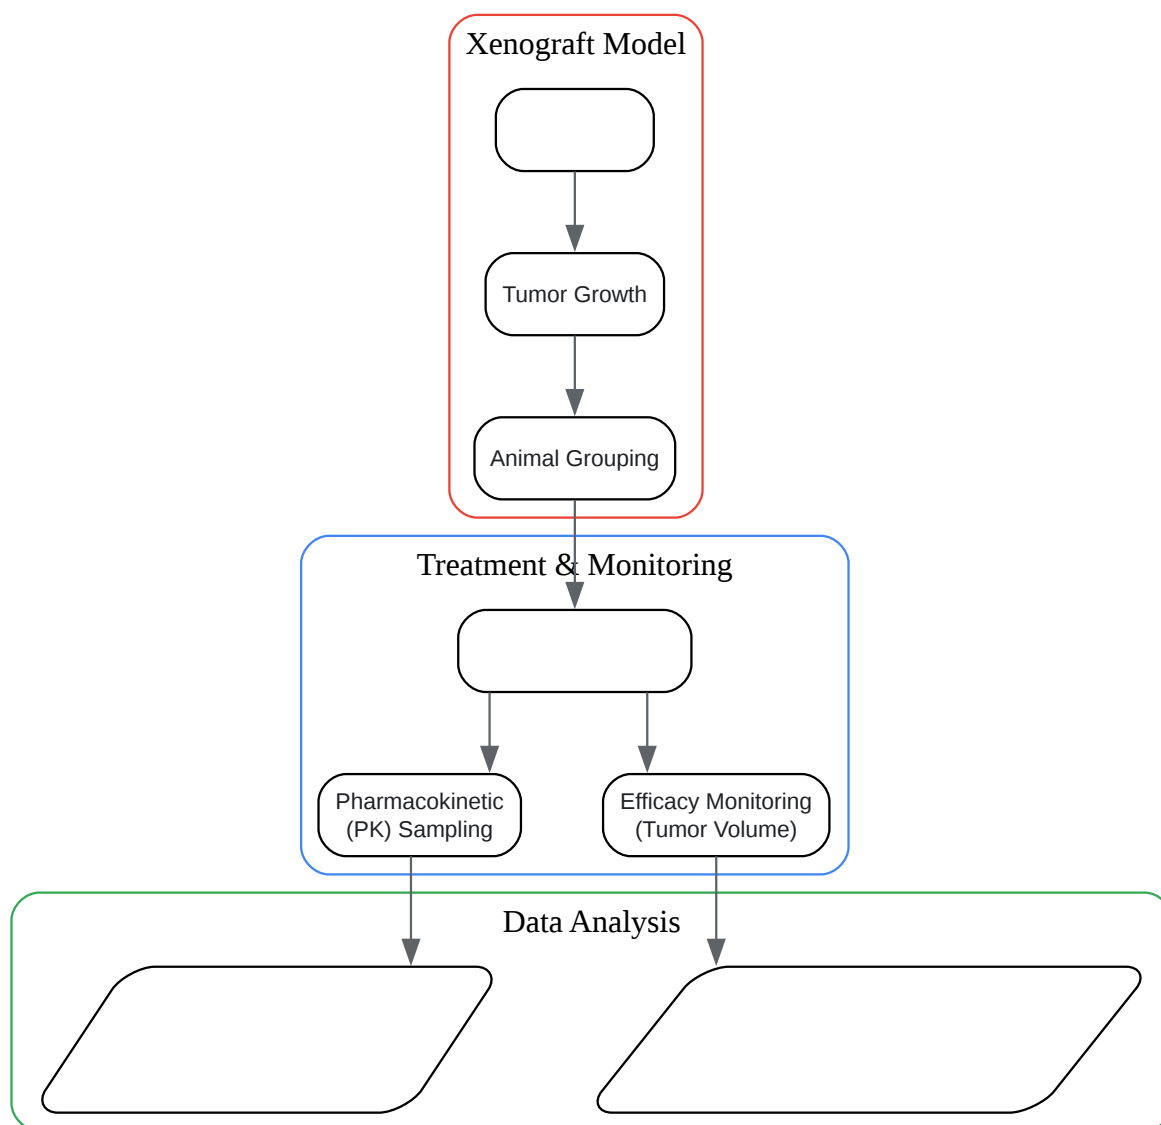 Xenograft Model
Tumor Growth
Animal Grouping
Treatment & Monitoring
Pharmacokinetic
(PK) Sampling
Efficacy Monitoring
(Tumor Volume)
Data Analysis